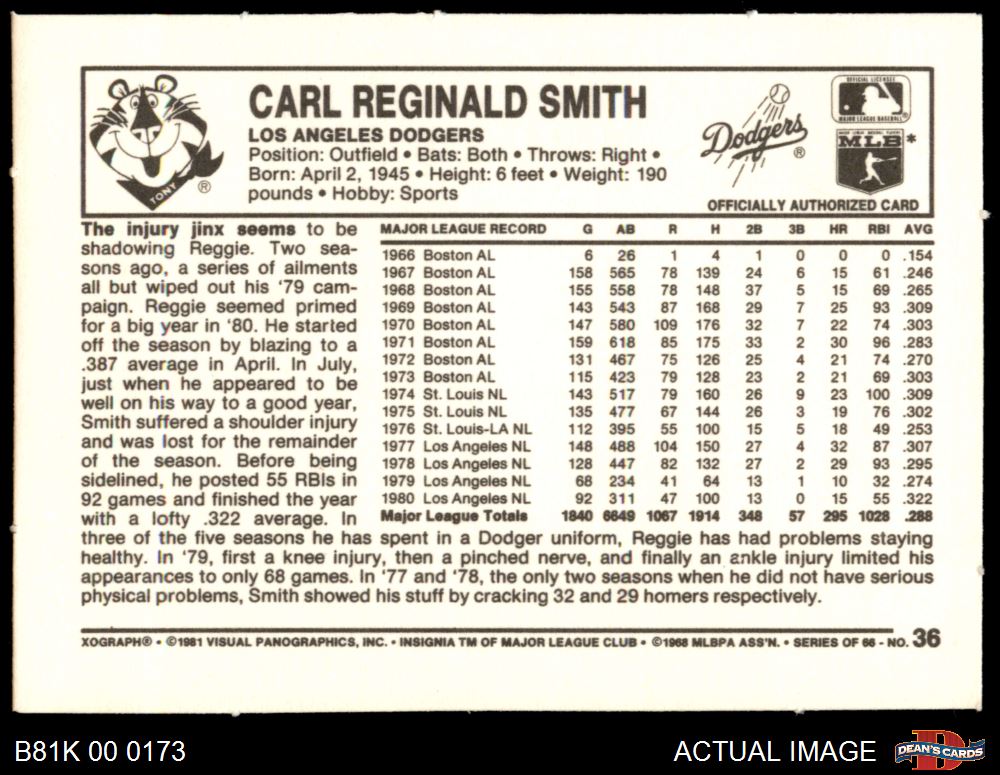 CARL REGINALD SMITH
LOS ANGELES DODGERS
Position: Outfield • Bats: Both • Throws: Right •
Born: April 2, 1945 • Height: 6 feet • Weight: 190
pounds • Hobby: Sports
TONY ®
Dodgers ®
OFFICIAL LICENSEE
MAJOR LEAGUE BASEBALL®
MLB *
OFFICIALLY AUTHORIZED CARD
The injury jinx seems to be
shadowing Reggie. Two sea-
sons ago, a series of ailments
all but wiped out his '79 cam-
paign. Reggie seemed primed
for a big year in '80. He started
off the season by blazing to a
.387 average in April. In July,
just when he appeared to be
well on his way to a good year,
Smith suffered a shoulder injury
and was lost for the remainder
of the season. Before being
sidelined, he posted 55 RBIs in
92 games and finished the year
with a lofty .322 average. In
three of the five seasons he has spent in a Dodger uniform, Reggie has had problems staying
healthy. In '79, first a knee injury, then a pinched nerve, and finally an ankle injury limited his
appearances to only 68 games. In '77 and '78, the only two seasons when he did not have serious
physical problems, Smith showed his stuff by cracking 32 and 29 homers respectively.
MAJOR LEAGUE RECORD G AB R H 2B 3B HR RBI AVG
1966 Boston AL 6 26 1 4 1 0 0 0 .154
1967 Boston AL 158 565 78 139 24 6 15 61 .246
1968 Boston AL 155 558 78 148 37 5 15 69 .265
1969 Boston AL 143 543 87 168 29 7 25 93 .309
1970 Boston AL 147 580 109 176 32 7 22 74 .303
1971 Boston AL 159 618 85 175 33 2 30 96 .283
1972 Boston AL 131 467 75 126 25 4 21 74 .270
1973 Boston AL 115 423 79 128 23 2 21 69 .303
1974 St. Louis NL 143 517 79 160 26 9 23 100 .309
1975 St. Louis NL 135 477 67 144 26 3 19 76 .302
1976 St. Louis-LA NL 112 395 55 100 15 5 18 49 .253
1977 Los Angeles NL 148 488 104 150 27 4 32 87 .307
1978 Los Angeles NL 128 447 82 132 27 2 29 93 .295
1979 Los Angeles NL 68 234 41 64 13 1 10 32 .274
1980 Los Angeles NL 92 311 47 100 13 0 15 55 .322
Major League Totals 1840 6649 1067 1914 348 57 295 1028 .288
XOGRAPH® • ©1981 VISUAL PANOGRAPHICS, INC. • INSIGNIA TM OF MAJOR LEAGUE CLUB • ©1968 MLBPA ASS'N. • SERIES OF 66 - NO. 36
B81K 00 0173
ACTUAL IMAGE
DEAN'S CARDS